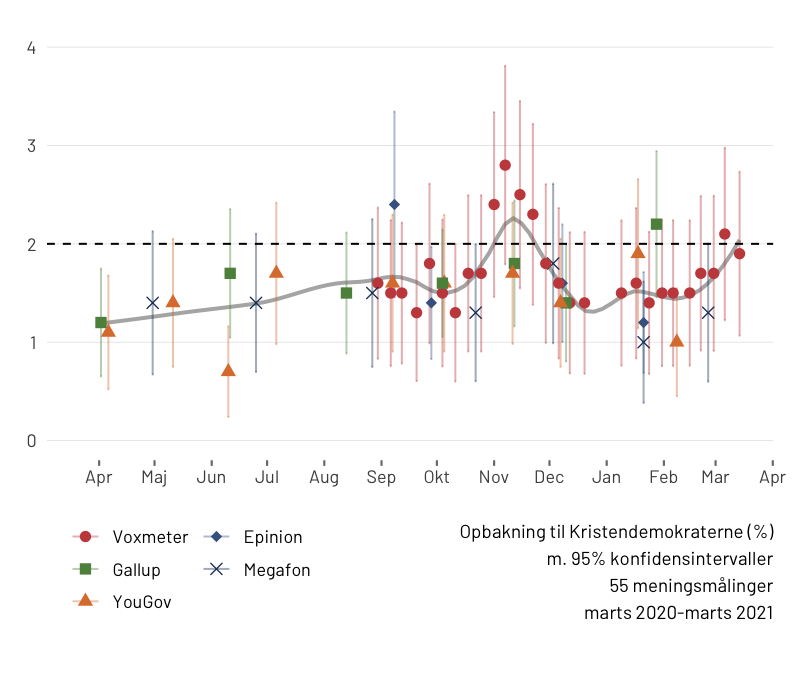 4
3
2
1
0
Apr Maj Jun Jul Aug Sep Okt Nov Dec Jan Feb Mar Apr
Voxmeter Epinion
Gallup Megafon
YouGov
Opbakning til Kristendemokraterne (%)
m. 95% konfidensintervaller
55 meningsmålinger
marts 2020-marts 2021